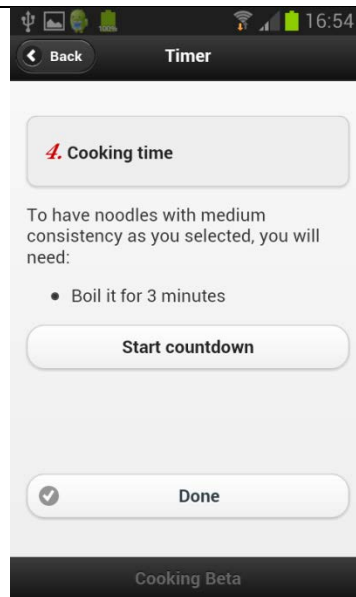 16:54
Back
Timer
4. Cooking time
To have noodles with medium
consistency as you selected, you will
need:
• Boil it for 3 minutes
Start countdown
Done
Cooking Beta